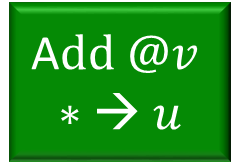 Add @v
* → u